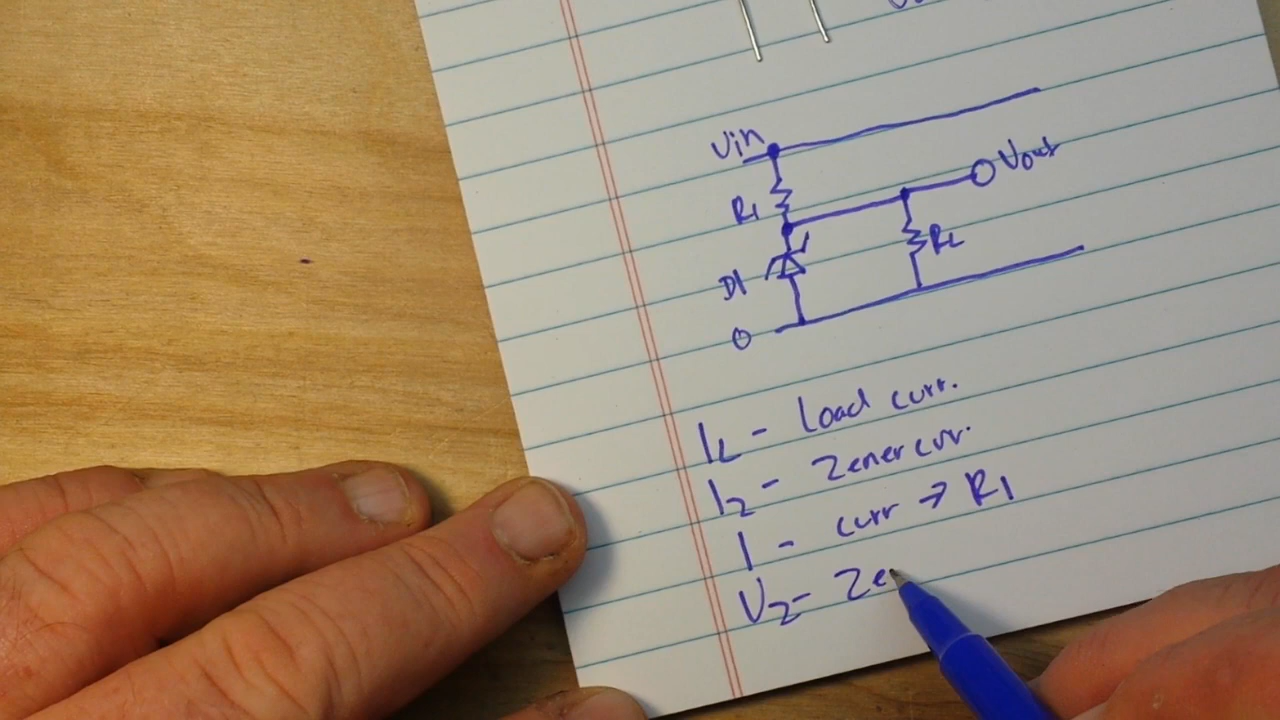 Vin
Vout
R1
RL
D1
0
IL - Load curr.
IZ - Zener curr.
I - curr → R1
VZ - Ze